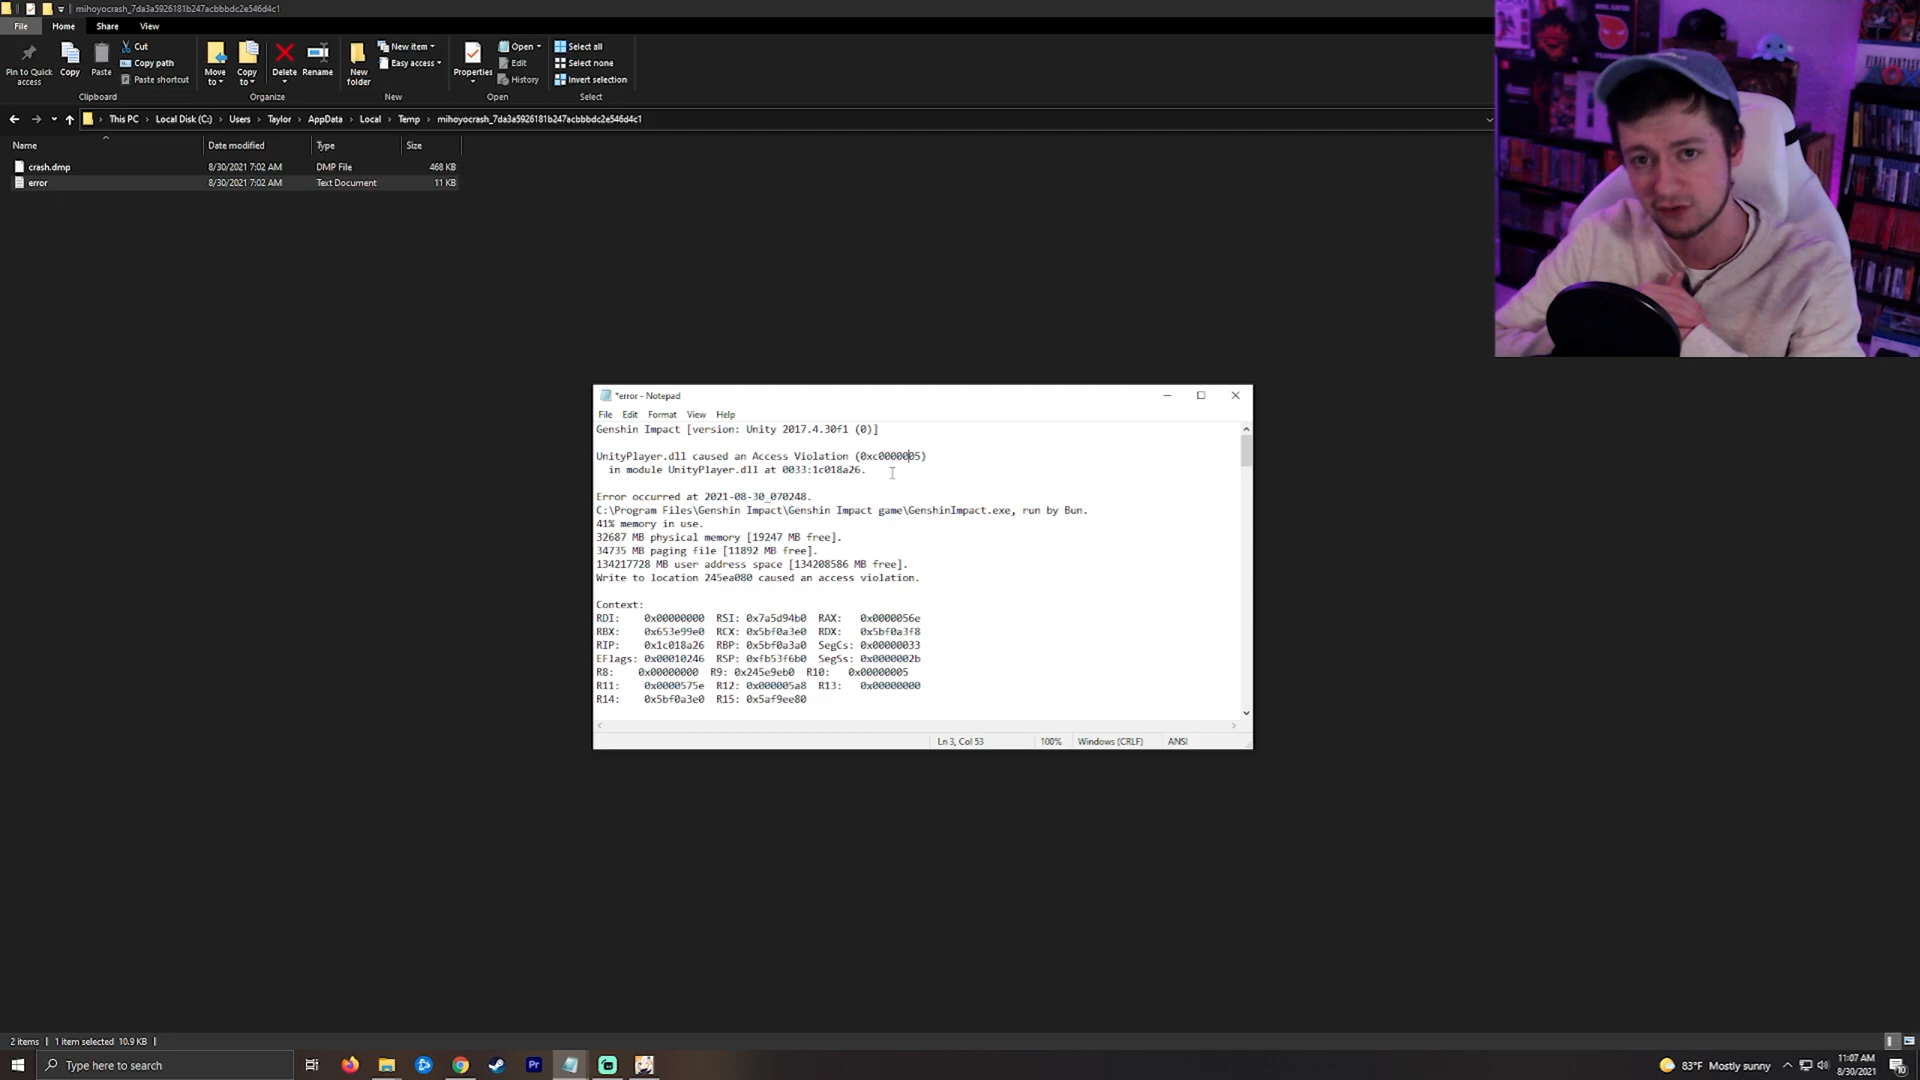 mihoyocrash_7da3a5926181b247acbbbdc2e546d4c1
File Home Share View
Pin to Quick access
Copy
Paste
Cut
Copy path
Paste shortcut
Clipboard
Move to
Copy to
Delete
Rename
Organize
New folder
New item
Easy access
New
Properties
Open
Edit
History
Open
Select all
Select none
Invert selection
Select
This PC > Local Disk (C:) > Users > Taylor > AppData > Local > Temp > mihoyocrash_7da3a5926181b247acbbbdc2e546d4c1
Name Date modified Type Size
crash.dmp 8/30/2021 7:02 AM DMP File 468 KB
error 8/30/2021 7:02 AM Text Document 11 KB
FINAL FANTASY
*error - Notepad
File Edit Format View Help
Genshin Impact [version: Unity 2017.4.30f1 (0)]
UnityPlayer.dll caused an Access Violation (0xc0000005)
in module UnityPlayer.dll at 0033:1c018a26.
Error occurred at 2021-08-30_070248.
C:\Program Files\Genshin Impact\Genshin Impact game\GenshinImpact.exe, run by Bun.
41% memory in use.
32687 MB physical memory [19247 MB free].
34735 MB paging file [11892 MB free].
134217728 MB user address space [134208586 MB free].
Write to location 245ea080 caused an access violation.
Context:
RDI: 0x00000000 RSI: 0x7a5d94b0 RAX: 0x0000056e
RBX: 0x653e99e0 RCX: 0x5bf0a3e0 RDX: 0x5bf0a3f8
RIP: 0x1c018a26 RBP: 0x5bf0a3a0 SegCs: 0x00000033
EFlags: 0x00010246 RSP: 0xfb53f6b0 SegSs: 0x0000002b
R8: 0x00000000 R9: 0x245e9eb0 R10: 0x00000005
R11: 0x0000575e R12: 0x000005a8 R13: 0x00000000
R14: 0x5bf0a3e0 R15: 0x5af9ee80
Ln 3, Col 53 100% Windows (CRLF) ANSI
2 items 1 item selected 10.9 KB
Type here to search
Pr
83°F Mostly sunny
11:07 AM
8/30/2021
10